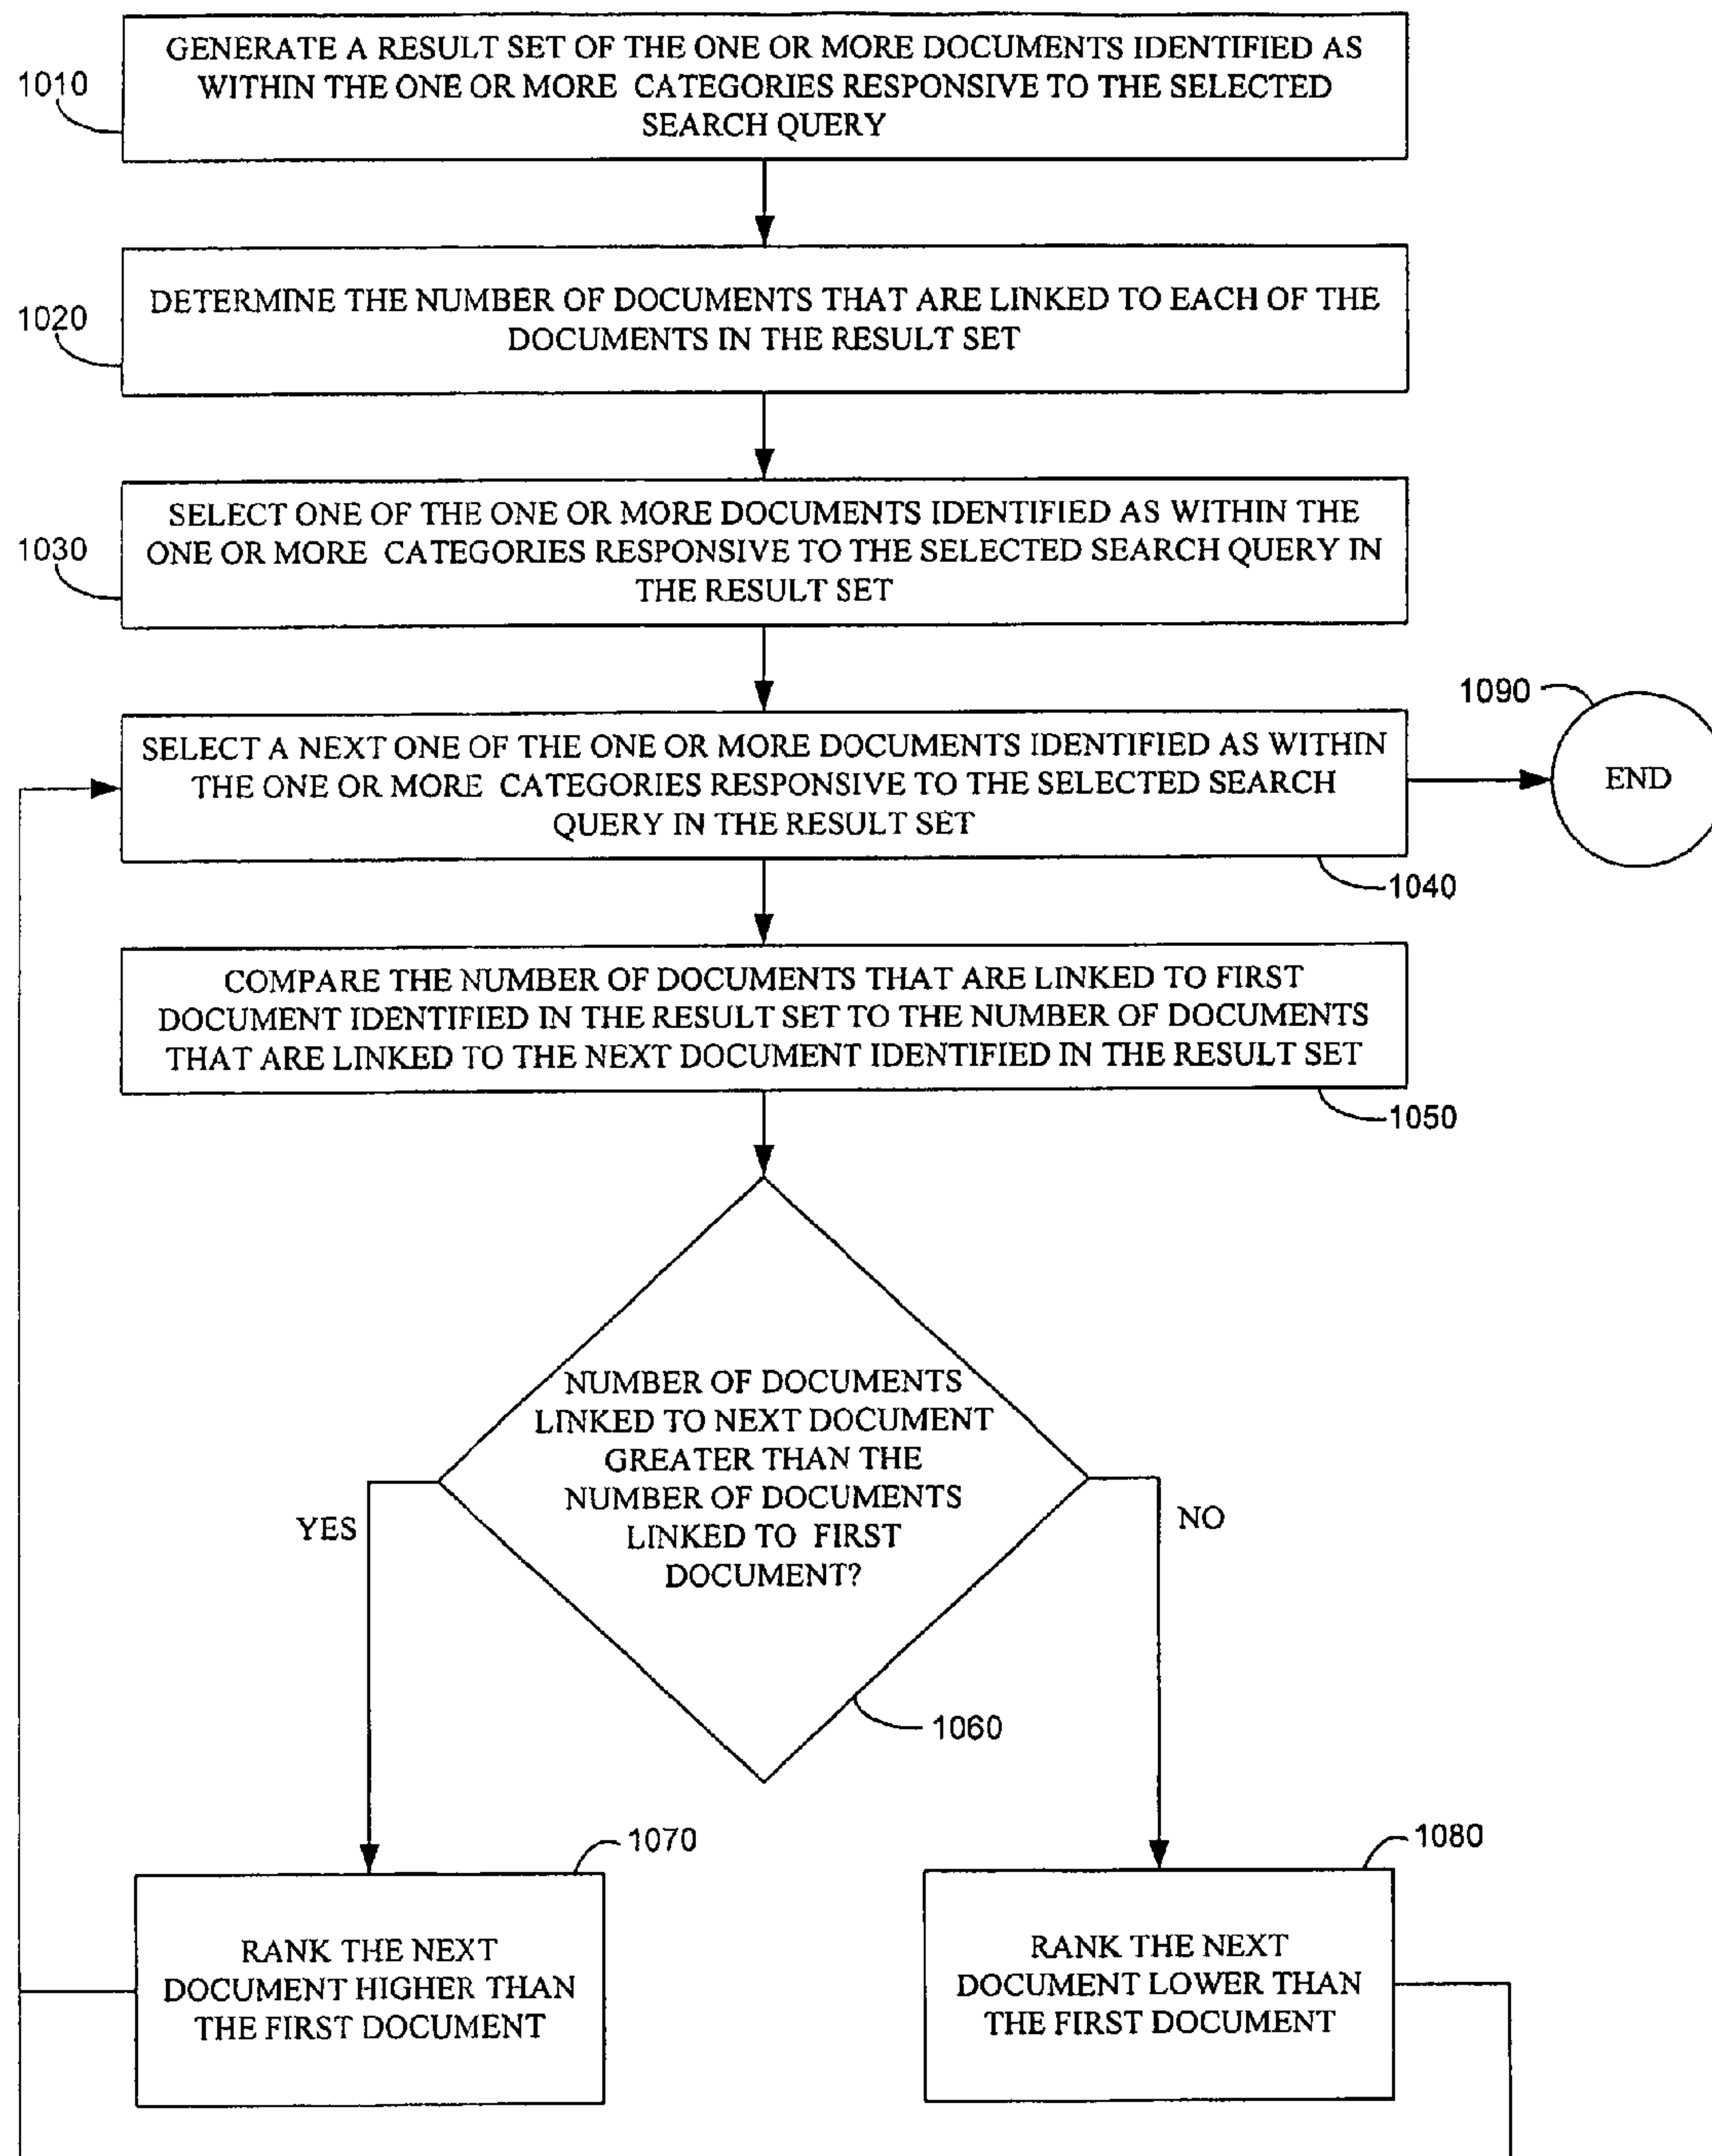 GENERATE A RESULT SET OF THE ONE OR MORE DOCUMENTS IDENTIFIED AS
WITHIN THE ONE OR MORE CATEGORIES RESPONSIVE TO THE SELECTED
SEARCH QUERY
1010
DETERMINE THE NUMBER OF DOCUMENTS THAT ARE LINKED TO EACH OF THE
DOCUMENTS IN THE RESULT SET
1020
SELECT ONE OF THE ONE OR MORE DOCUMENTS IDENTIFIED AS WITHIN THE
ONE OR MORE CATEGORIES RESPONSIVE TO THE SELECTED SEARCH QUERY IN
THE RESULT SET
1030
SELECT A NEXT ONE OF THE ONE OR MORE DOCUMENTS IDENTIFIED AS WITHIN
THE ONE OR MORE CATEGORIES RESPONSIVE TO THE SELECTED SEARCH
QUERY IN THE RESULT SET
1040
1090
END
COMPARE THE NUMBER OF DOCUMENTS THAT ARE LINKED TO FIRST
DOCUMENT IDENTIFIED IN THE RESULT SET TO THE NUMBER OF DOCUMENTS
THAT ARE LINKED TO THE NEXT DOCUMENT IDENTIFIED IN THE RESULT SET
1050
NUMBER OF DOCUMENTS
LINKED TO NEXT DOCUMENT
GREATER THAN THE
NUMBER OF DOCUMENTS
LINKED TO FIRST
DOCUMENT?
YES
NO
1060
1070
RANK THE NEXT
DOCUMENT HIGHER THAN
THE FIRST DOCUMENT
1080
RANK THE NEXT
DOCUMENT LOWER THAN
THE FIRST DOCUMENT